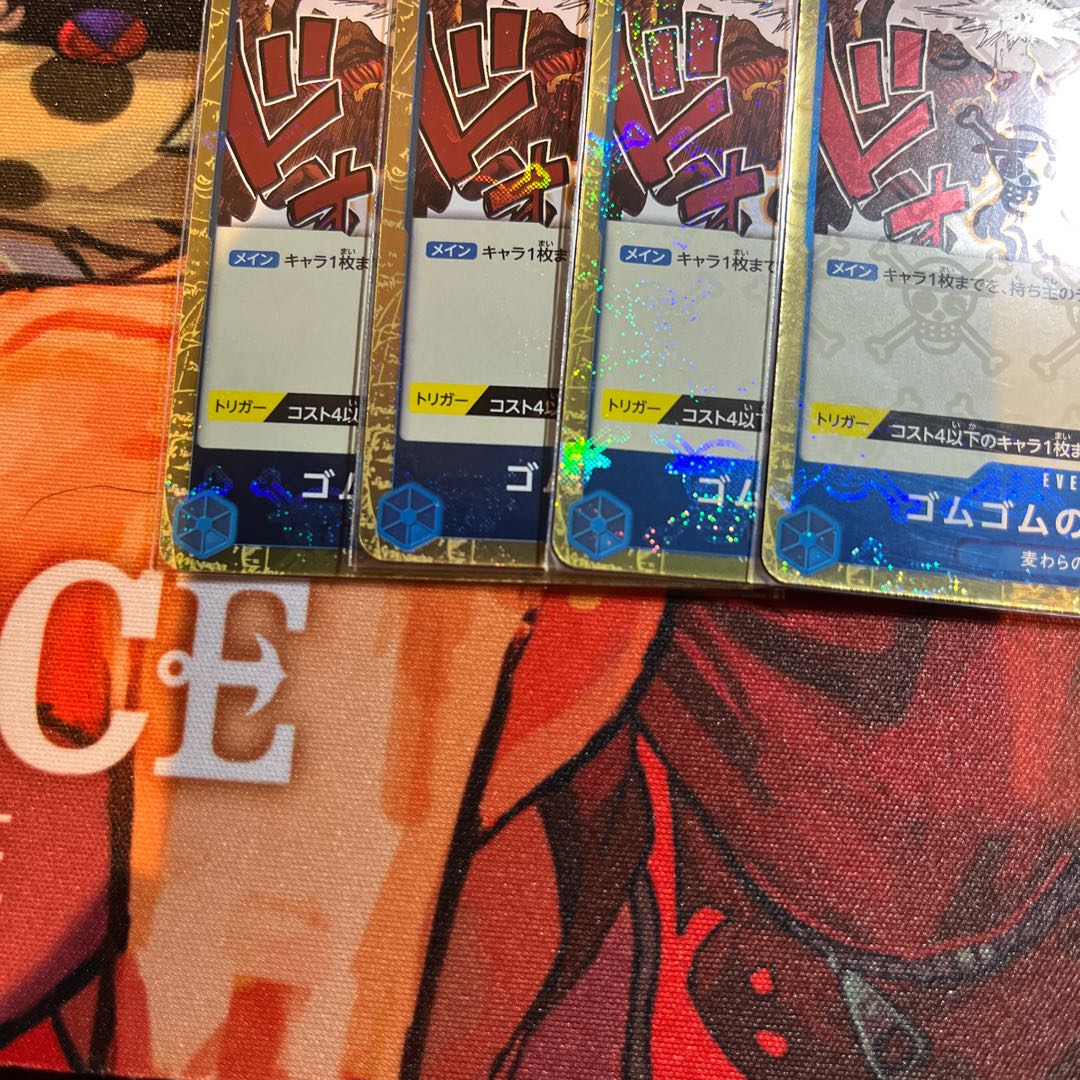 ドォ
メイン キャラ1枚ま
トリガー コスト4以
ゴム
ドォ
メイン キャラ1枚ま
トリガー コスト4以
ゴ
ドォ
メイン キャラ1枚まで
トリガー コスト4以下
ゴム
ドォ
メイン キャラ1枚までを、持ち主のデ
トリガー コスト4以下のキャラ1枚ま
EVE
ゴムゴムの
麦わらの
CE